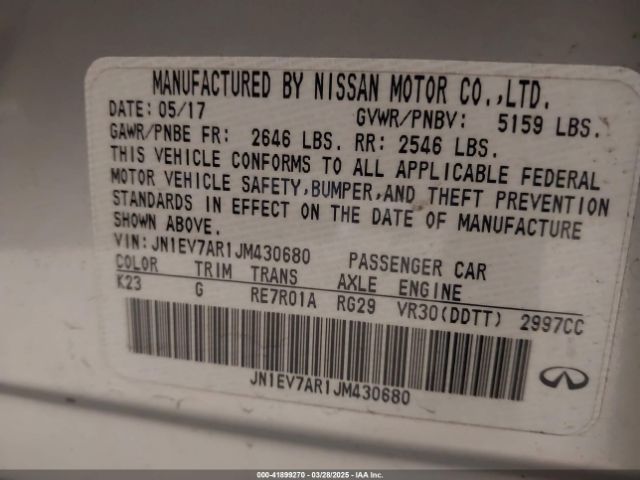 MANUFACTURED BY NISSAN MOTOR CO.,LTD.
DATE: 05/17 GVWR/PNBV: 5159 LBS.
GAWR/PNBE FR: 2646 LBS. RR: 2546 LBS.
THIS VEHICLE CONFORMS TO ALL APPLICABLE FEDERAL
MOTOR VEHICLE SAFETY,BUMPER,AND THEFT PREVENTION
STANDARDS IN EFFECT ON THE DATE OF MANUFACTURE
SHOWN ABOVE.
VIN:JN1EV7AR1JM430680 PASSENGER CAR
COLOR TRIM TRANS AXLE ENGINE
K23 G RE7R01A RG29 VR30(DDTT) 2997CC
JN1EV7AR1JM430680
000-41899270 - 03/28/2025 - IAAI.COM